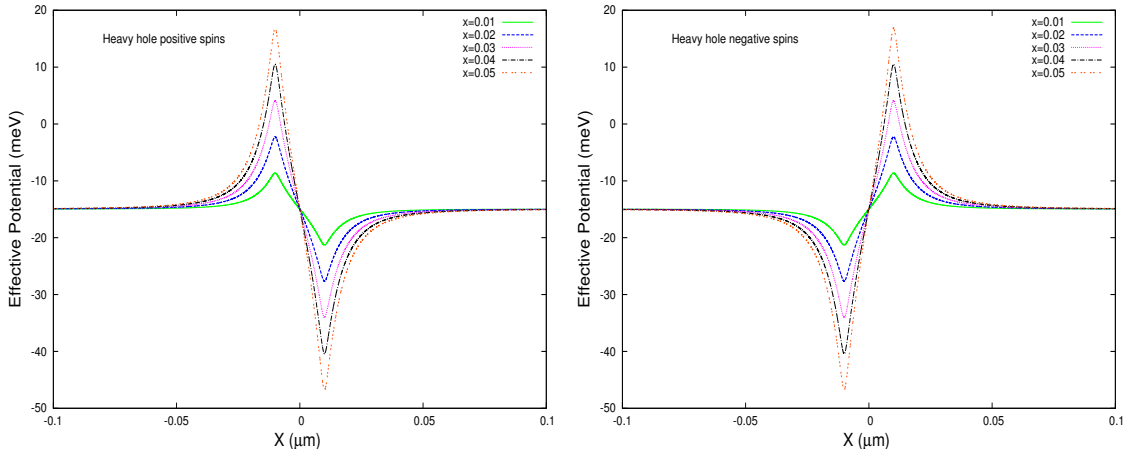 Heavy hole positive spins
x=0.01
x=0.02
x=0.03
x=0.04
x=0.05
Effective Potential (meV)
20
10
0
-10
-20
-30
-40
-50
-0.1
-0.05
0
0.05
0.1
X (μm)
Heavy hole negative spins
x=0.01
x=0.02
x=0.03
x=0.04
x=0.05
Effective Potential (meV)
20
10
0
-10
-20
-30
-40
-50
-0.1
-0.05
0
0.05
0.1
X (μm)